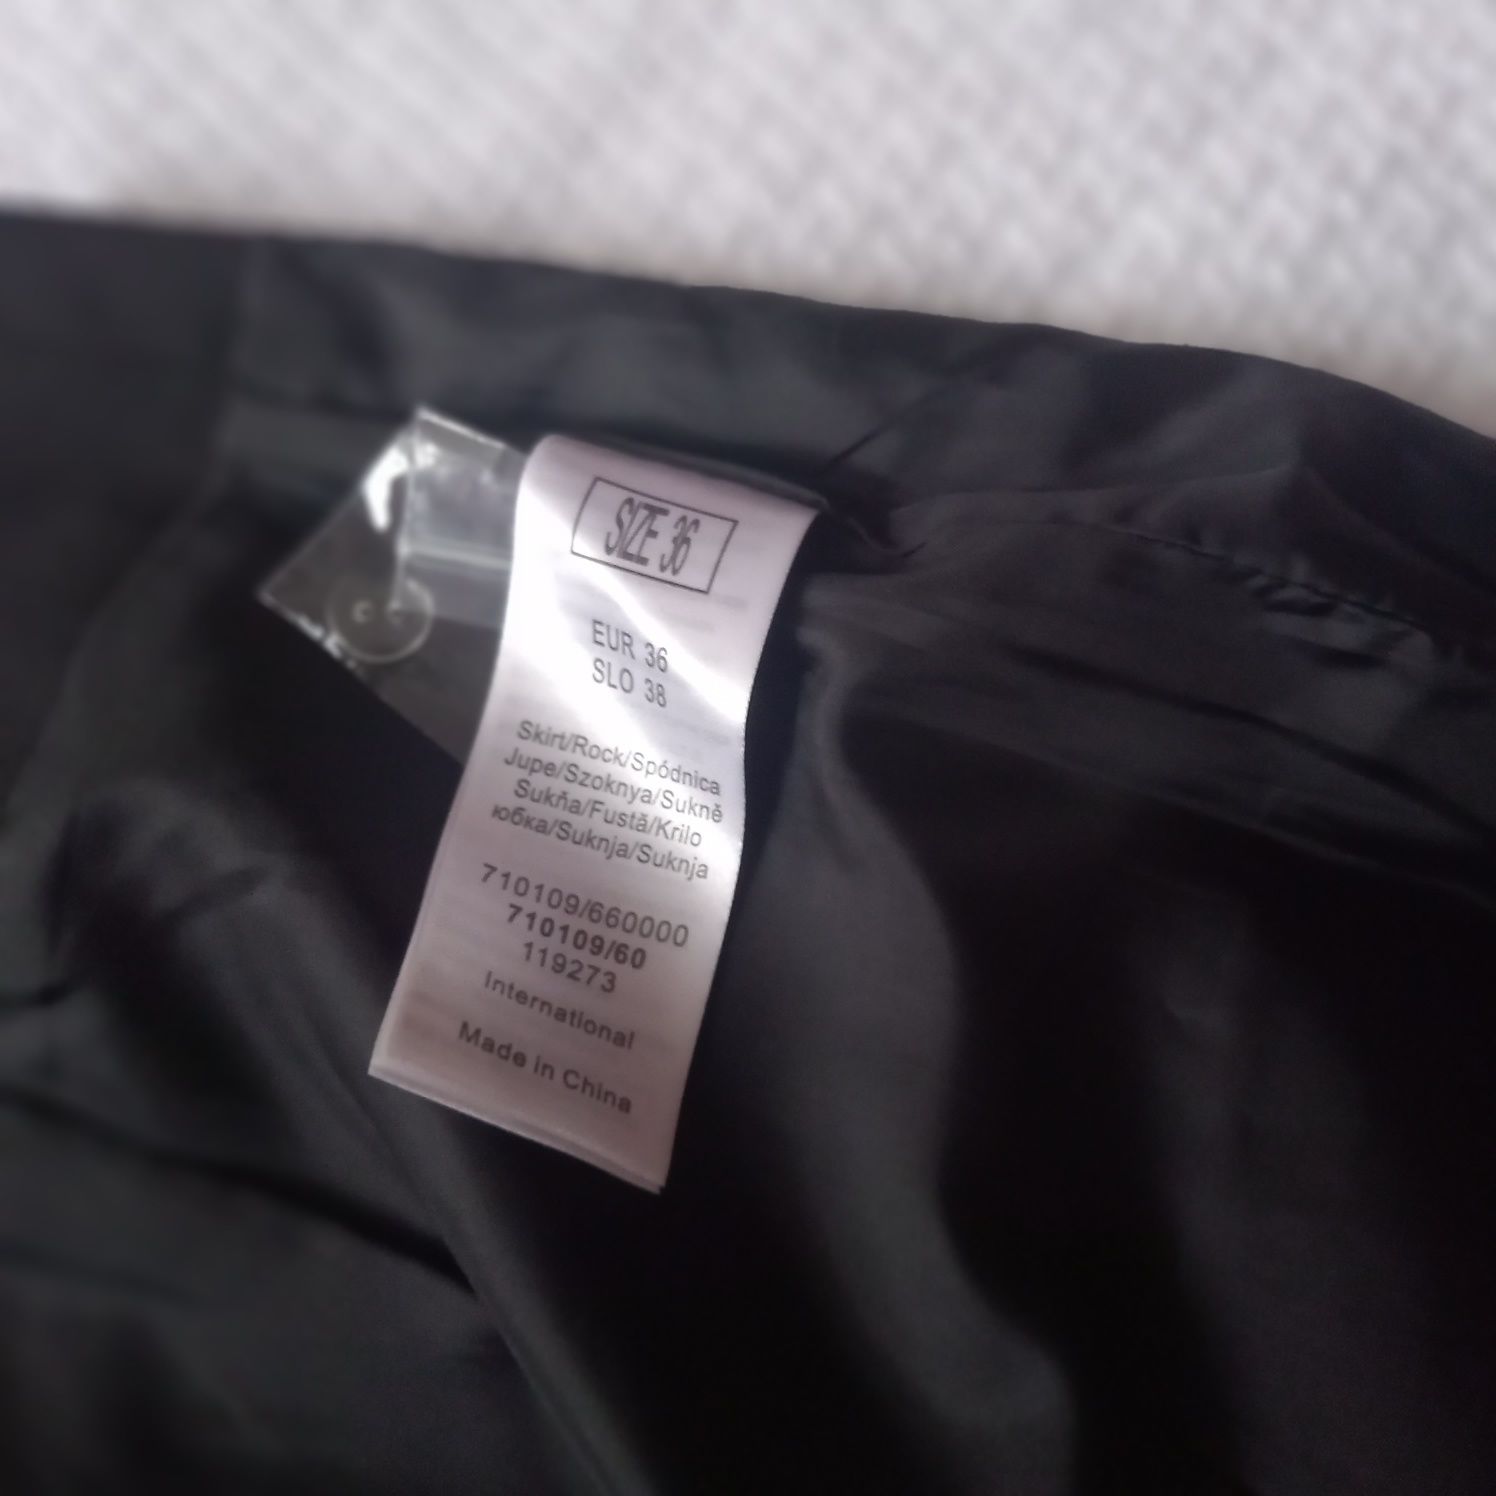 SIZE 36
EUR 36
SLO 38
Skirt/Rock/Spódnica
Jupe/Szoknya/Sukně
Sukňa/Fustă/Krilo
юбка/Suknja/Suknja
710109/660000
710109/60
119273
International
Made in China